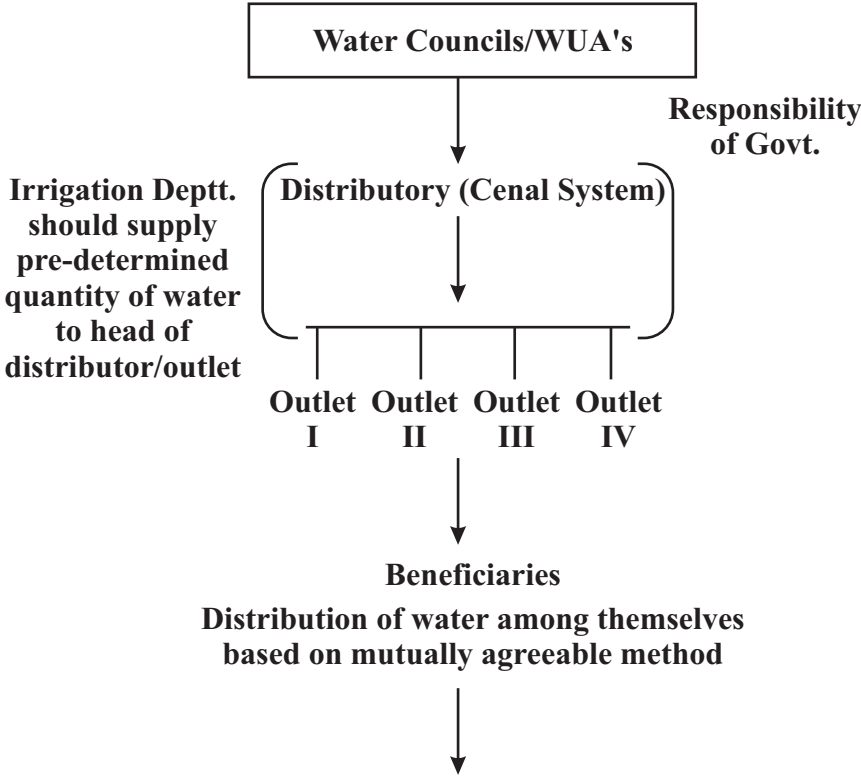 Water Councils/WUA's
Responsibility
of Govt.
Irrigation Deptt.
should supply
pre-determined
quantity of water
to head of
distributor/outlet
Distributory (Cenal System)
Outlet
I
Outlet
II
Outlet
III
Outlet
IV
Beneficiaries
Distribution of water among themselves
based on mutually agreeable method